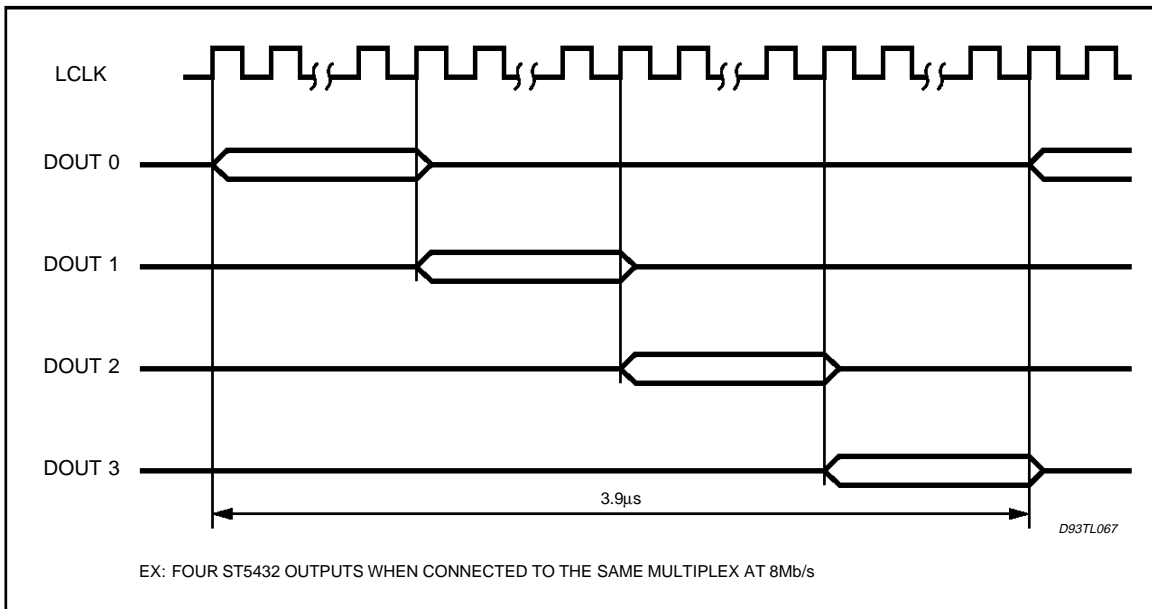 LCLK
DOUT 0
DOUT 1
DOUT 2
DOUT 3
3.9µs
D93TL067
EX: FOUR ST5432 OUTPUTS WHEN CONNECTED TO THE SAME MULTIPLEX AT 8Mb/s